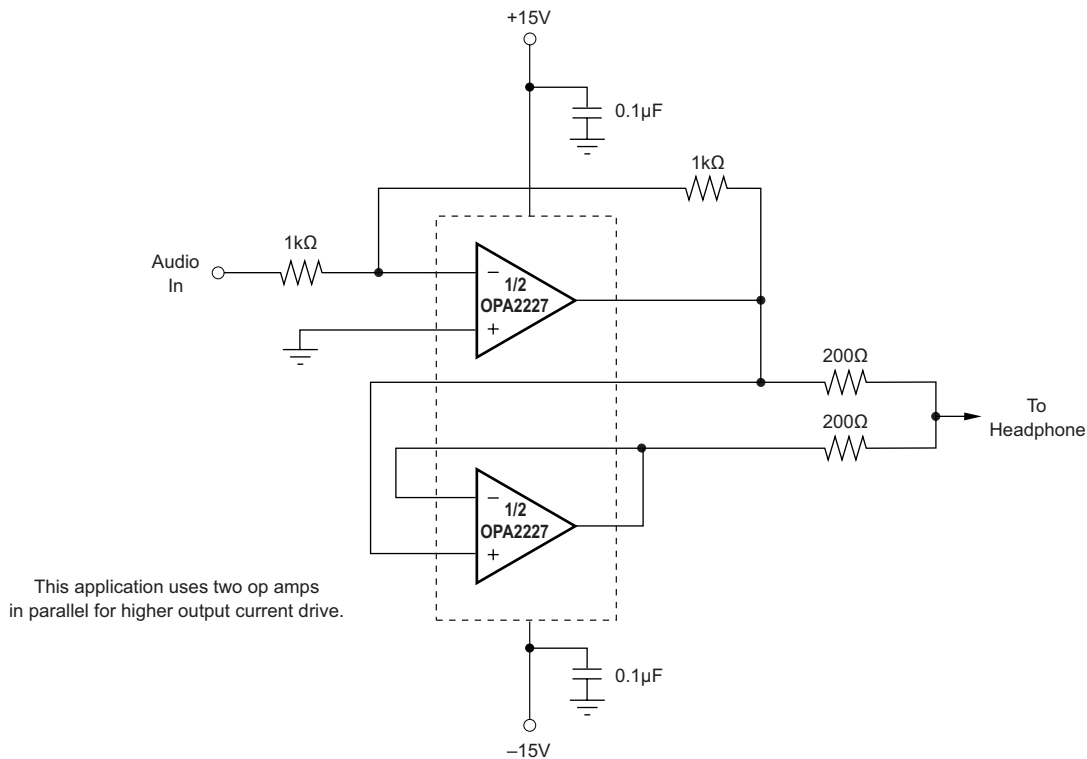 +15V
0.1µF
1kΩ
1kΩ
Audio
In
−
1/2
OPA2227
+
200Ω
To
Headphone
200Ω
−
1/2
OPA2227
+
This application uses two op amps
in parallel for higher output current drive.
0.1µF
–15V